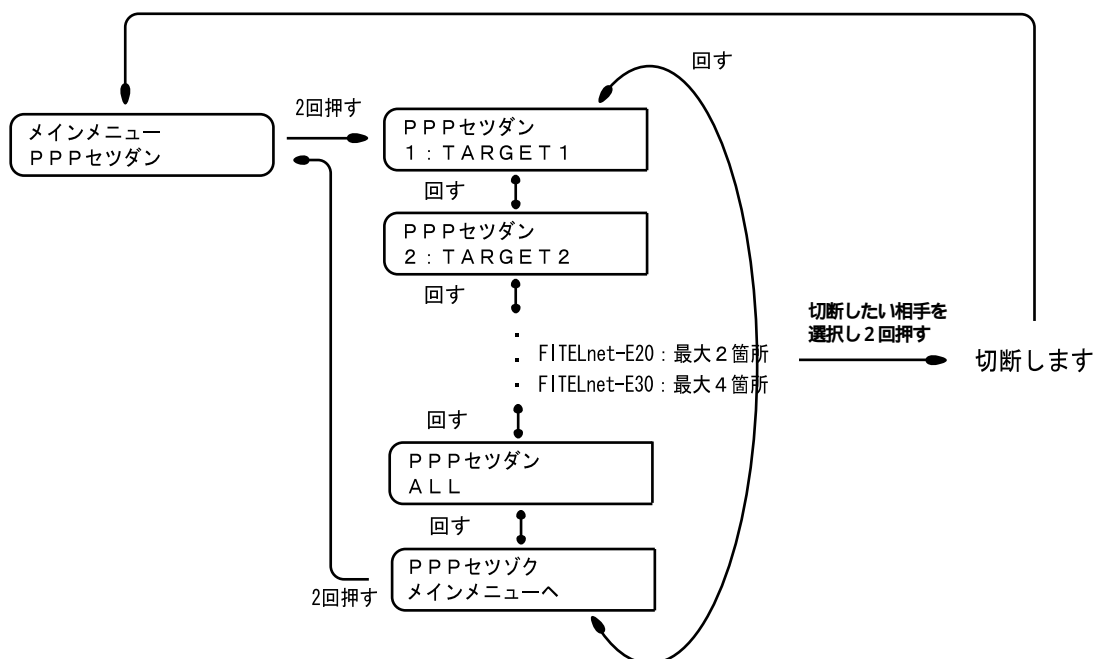 回す
2回押す
メインメニュー
PPPセツダン
PPPセツダン
1:TARGET1
回す
PPPセツダン
2:TARGET2
回す
切断したい相手を
選択し2回押す
FITELnet-E20:最大2箇所
FITELnet-E30:最大4箇所
切断します
回す
PPPセツダン
ALL
回す
PPPセツゾク
メインメニューへ
2回押す